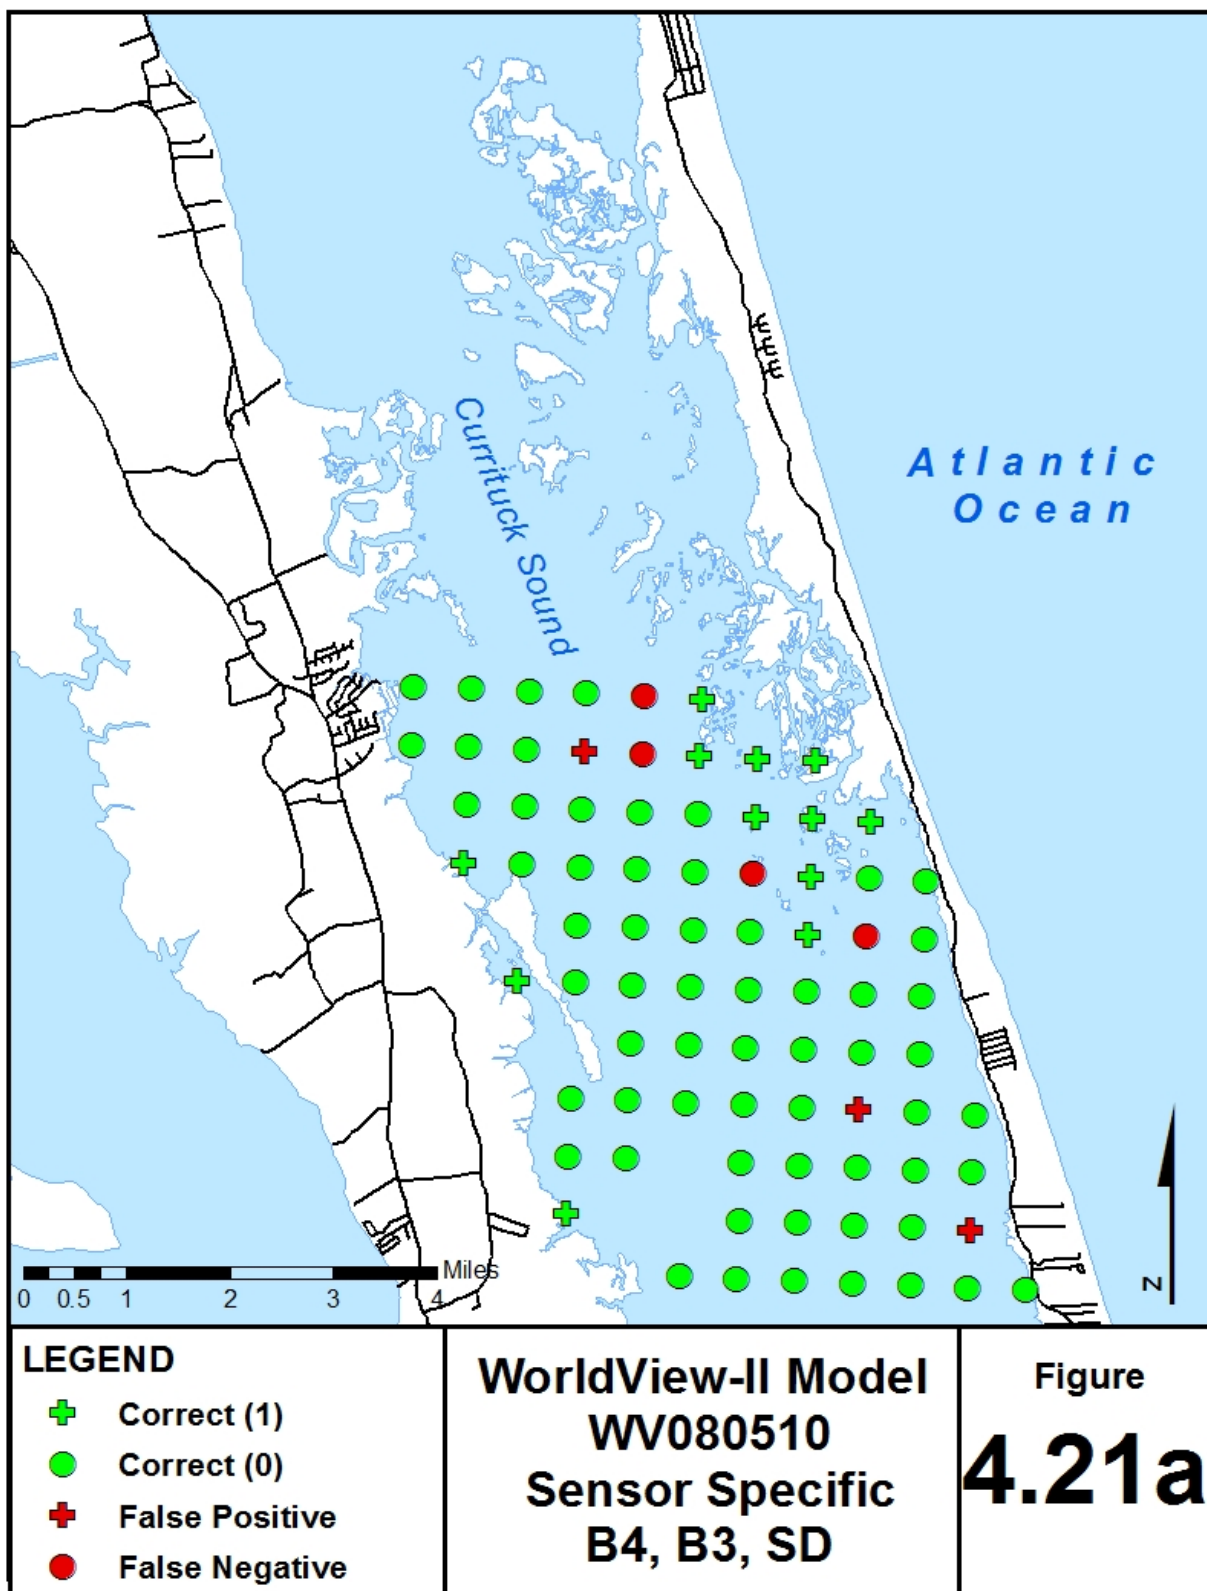 Currituck Sound
Atlantic
Ocean
Miles
0 0.5 1 2 3 4
N
LEGEND
Correct (1)
Correct (0)
False Positive
False Negative
WorldView-II Model
WV080510
Sensor Specific
B4, B3, SD
Figure
4.21a